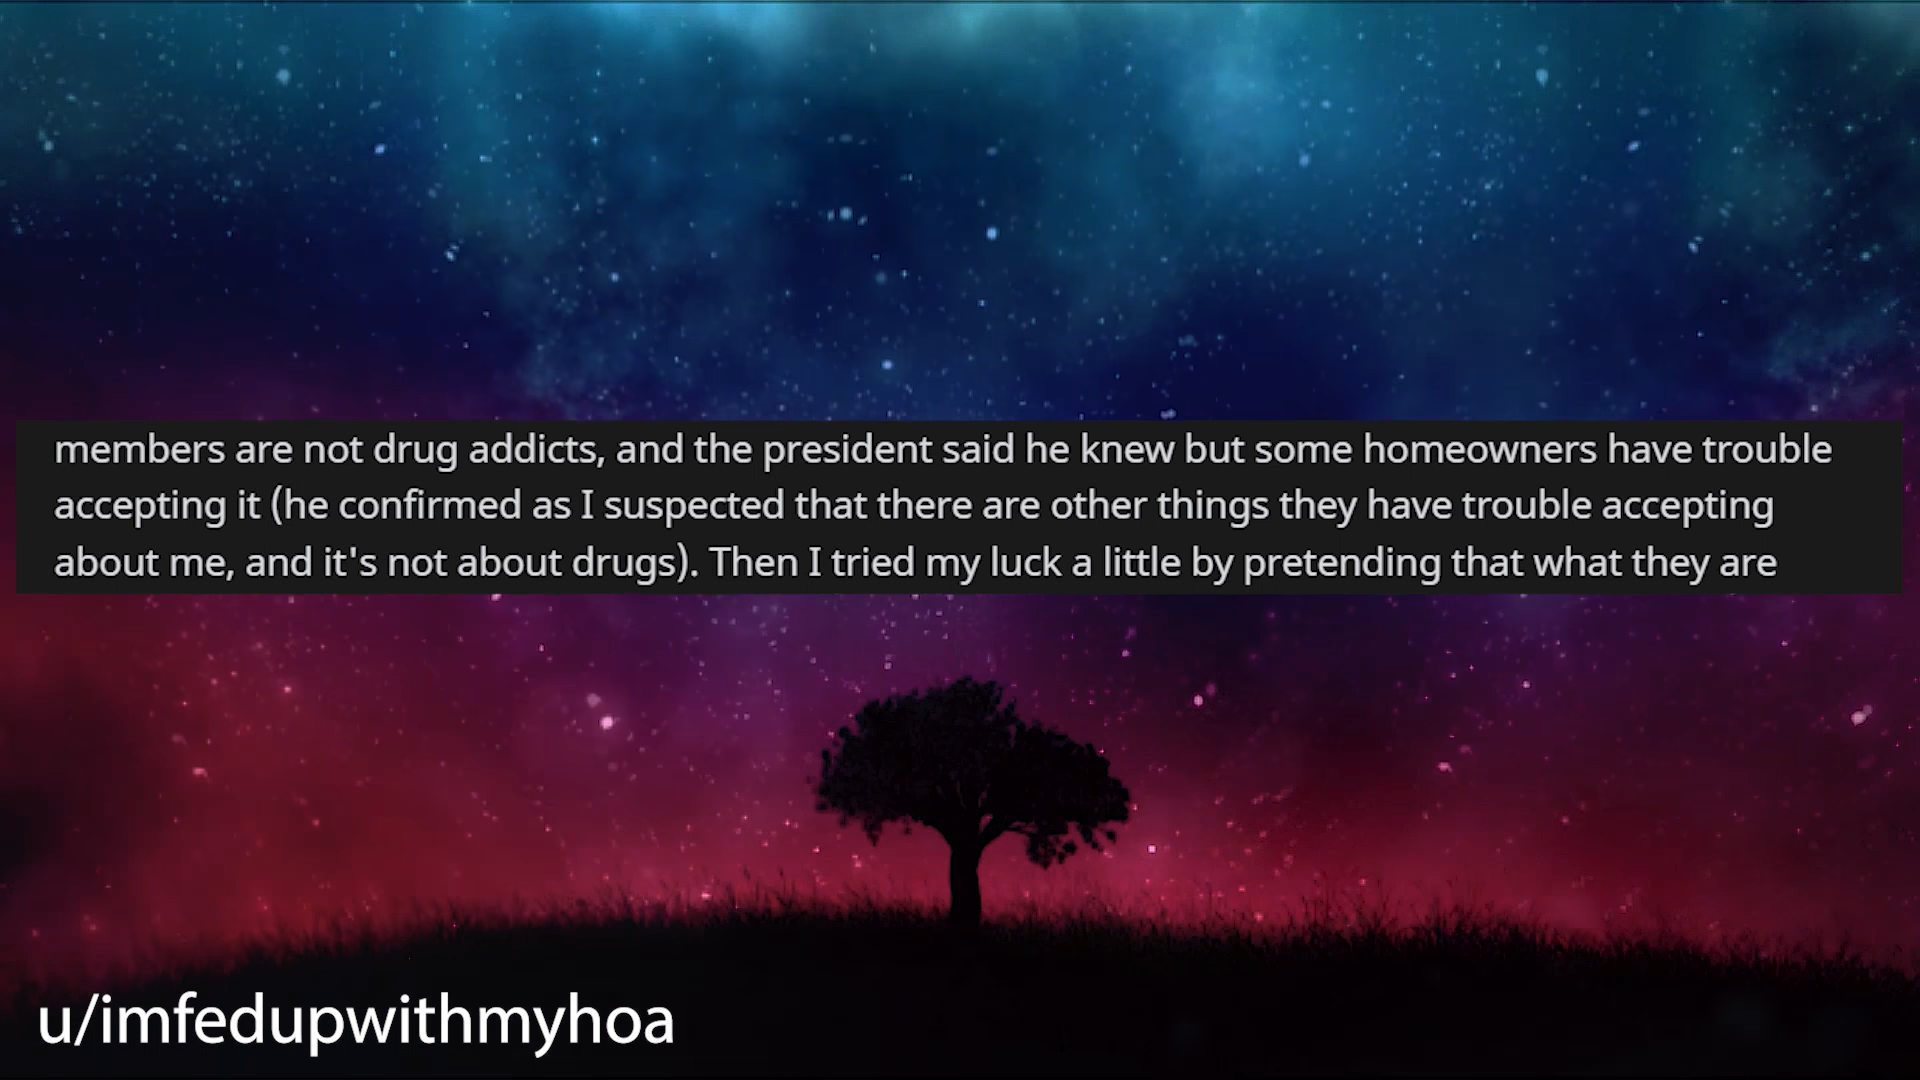 members are not drug addicts, and the president said he knew but some homeowners have trouble
accepting it (he confirmed as I suspected that there are other things they have trouble accepting
about me, and it's not about drugs). Then I tried my luck a little by pretending that what they are
u/imfedupwithmyhoa